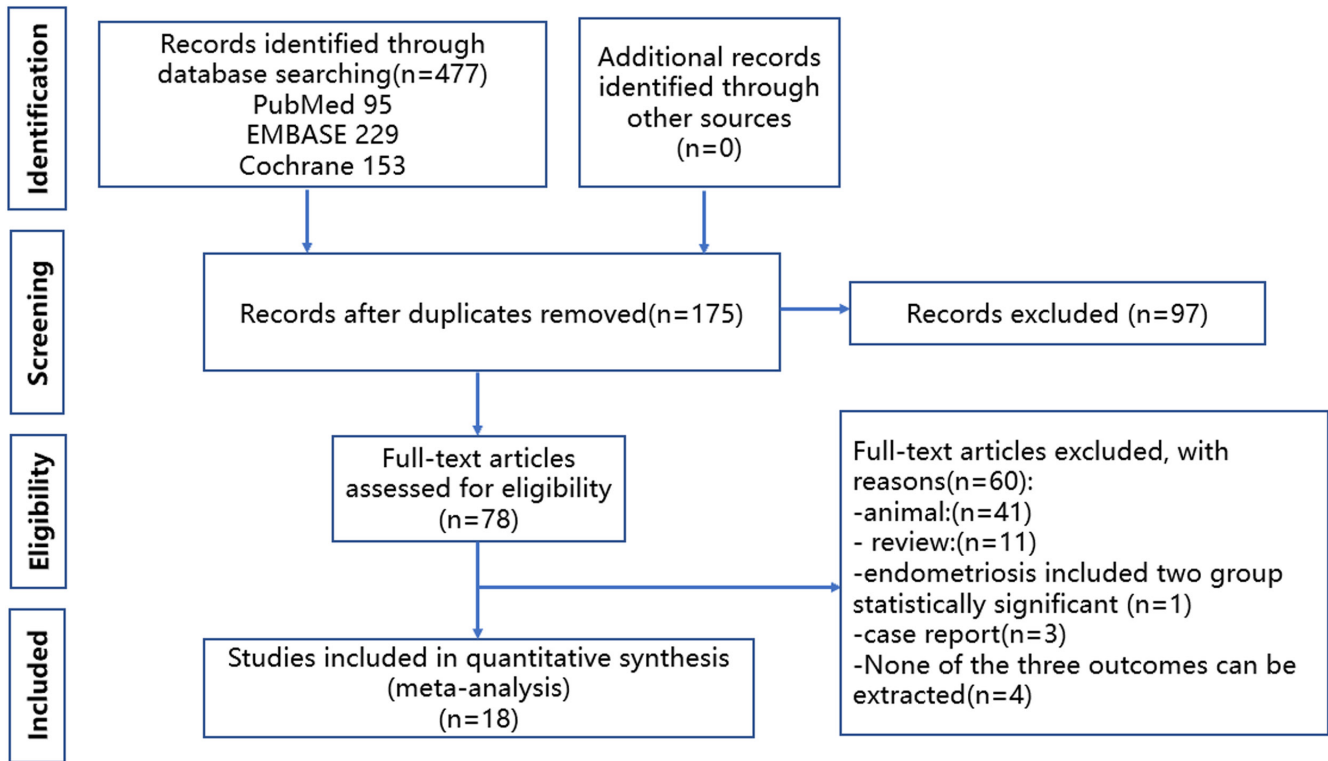 Identification
Records identified through
database searching(n=477)
PubMed 95
EMBASE 229
Cochrane 153
Additional records
identified through
other sources
(n=0)
Screening
Records after duplicates removed(n=175)
Records excluded (n=97)
Eligibility
Full-text articles
assessed for eligibility
(n=78)
Full-text articles excluded, with
reasons(n=60):
-animal:(n=41)
- review:(n=11)
-endometriosis included two group
statistically significant (n=1)
-case report(n=3)
-None of the three outcomes can be
extracted(n=4)
Included
Studies included in quantitative synthesis
(meta-analysis)
(n=18)